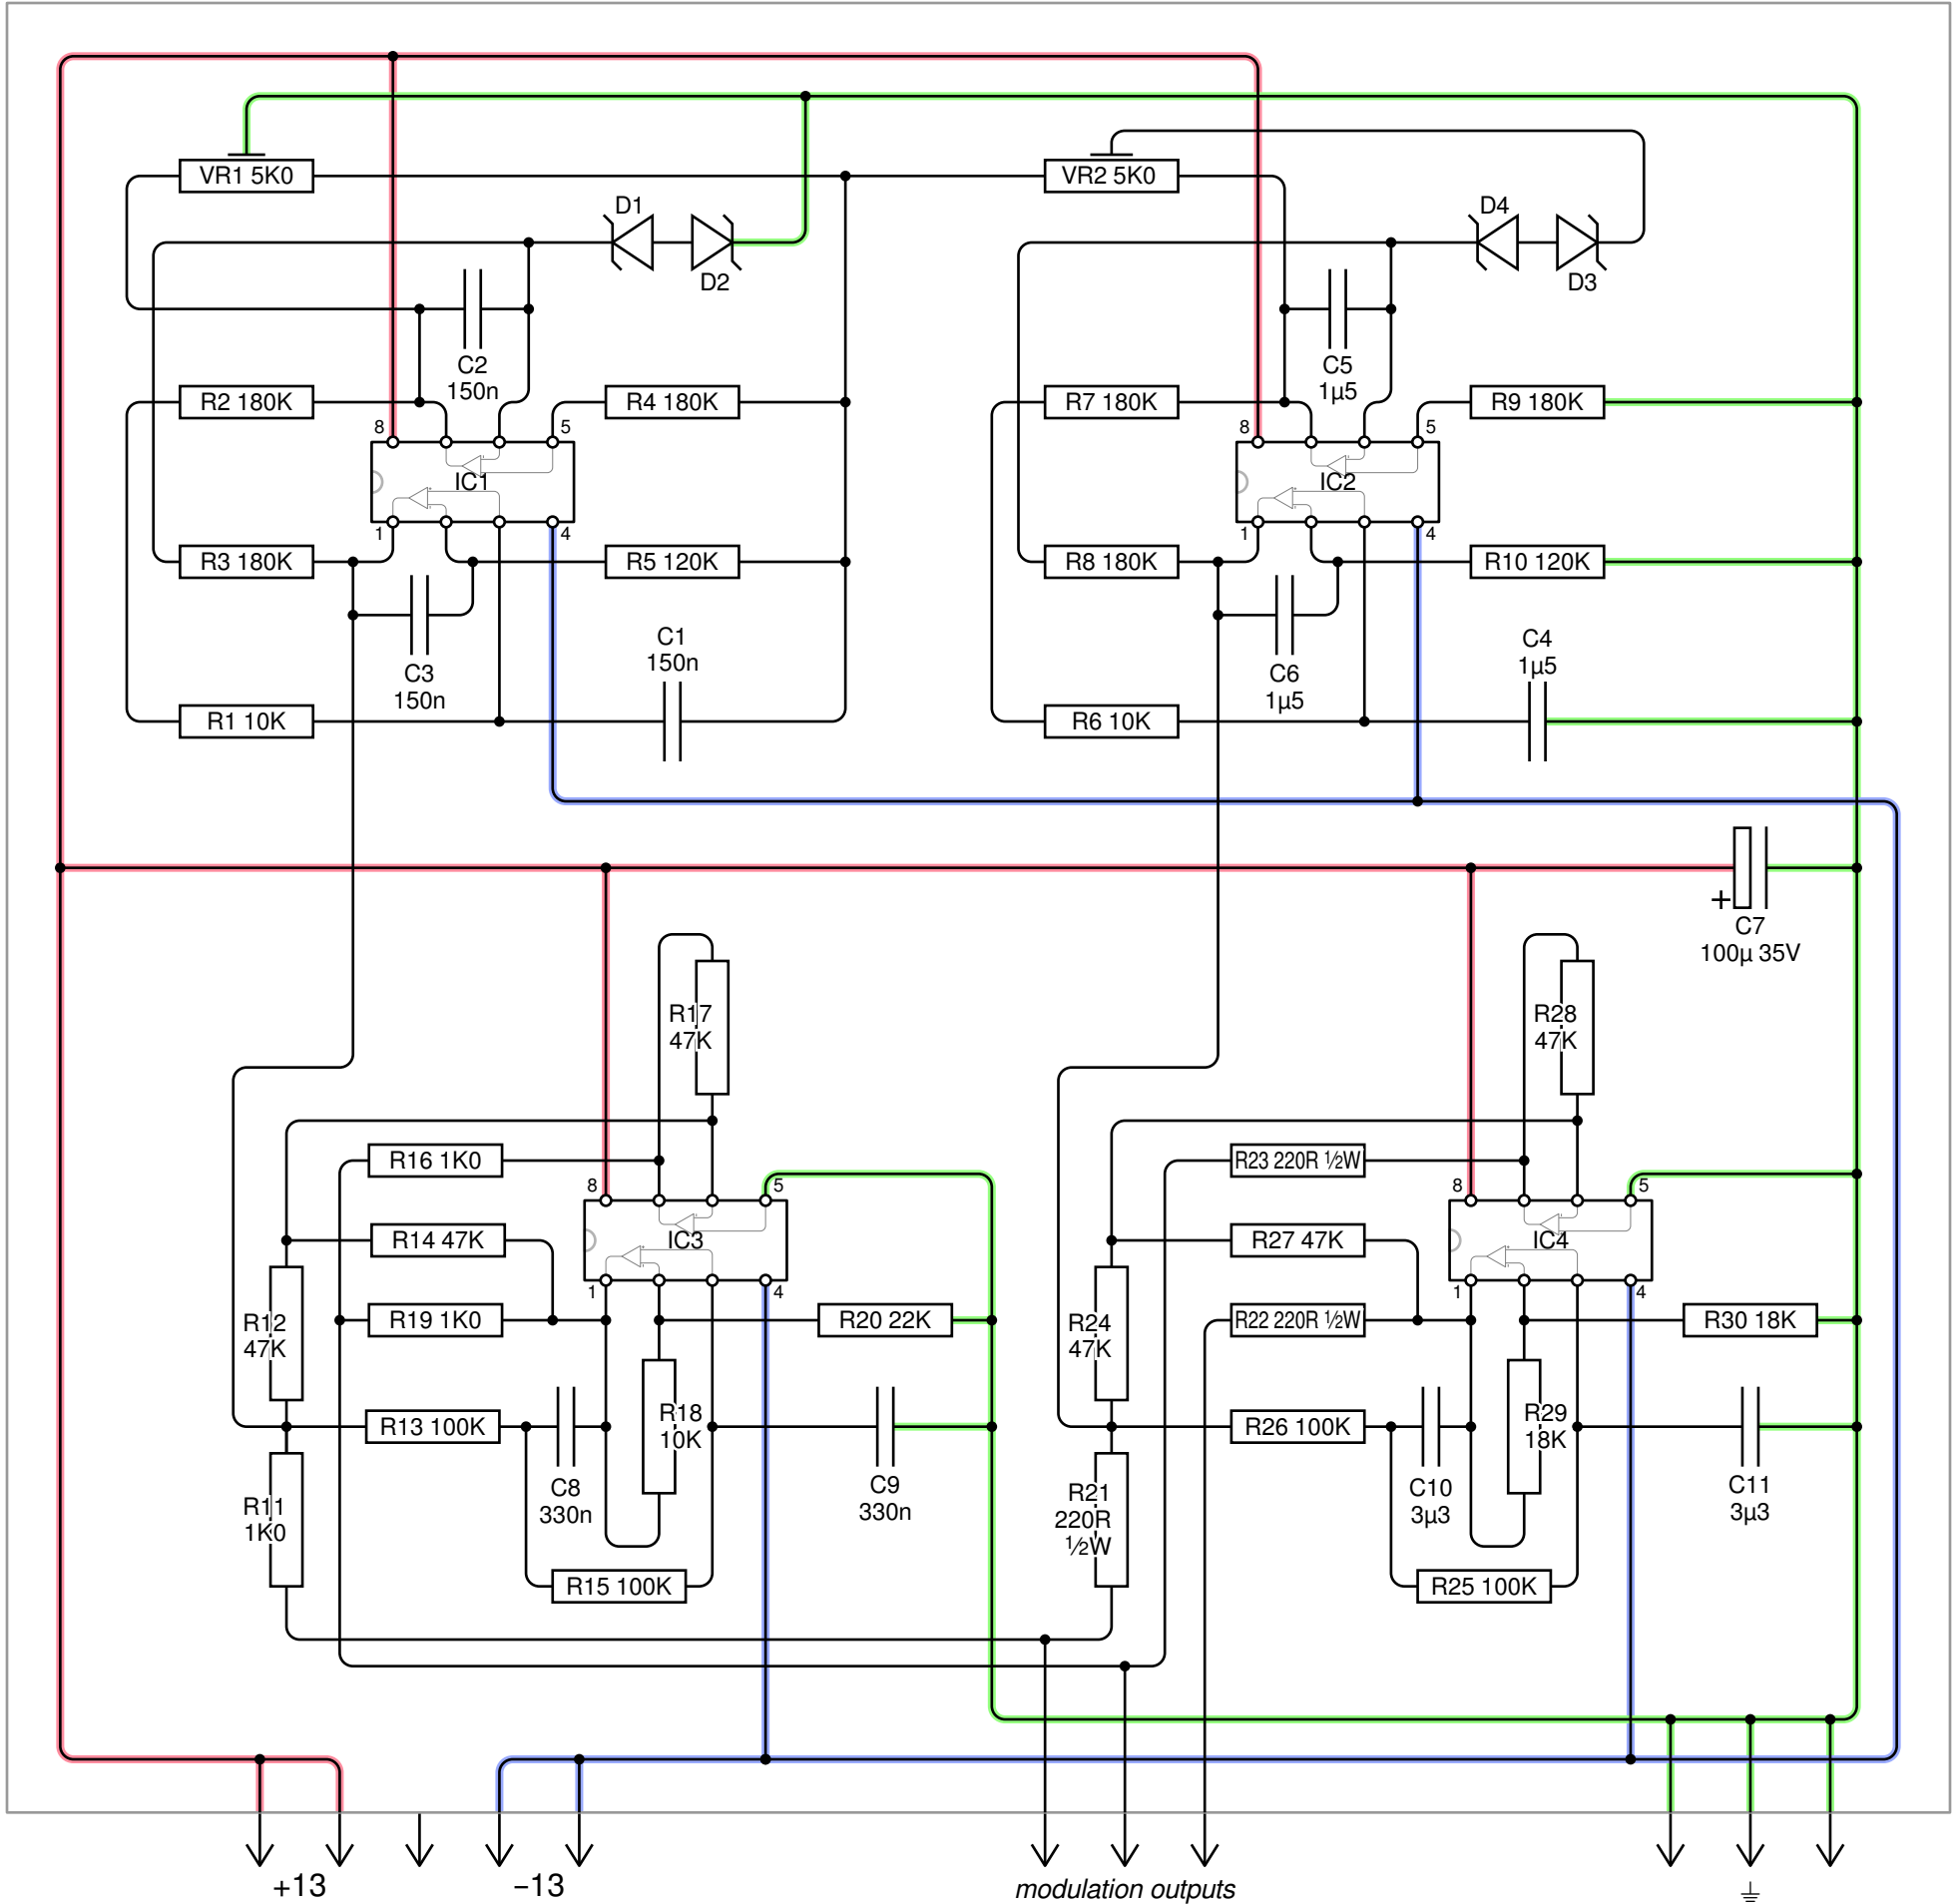 VR1 5K0
VR2 5K0
D1
D2
D4
D3
C2
150n
C5
1µ5
R2 180K
R4 180K
R7 180K
R9 180K
8
5
IC1
1
4
8
5
IC2
1
4
R3 180K
R5 120K
R8 180K
R10 120K
C3
150n
C1
150n
C6
1µ5
C4
1µ5
R1 10K
R6 10K
+
C7
100µ 35V
R17
47K
R28
47K
R16 1K0
R23 220R ½W
8
5
IC3
1
4
8
5
IC4
1
4
R14 47K
R27 47K
R12
47K
R19 1K0
R20 22K
R24
47K
R22 220R ½W
R30 18K
R13 100K
R18
10K
R26 100K
R29
18K
R11
1K0
C8
330n
C9
330n
R21
220R
½W
C10
3µ3
C11
3µ3
R15 100K
R25 100K
+13
−13
modulation outputs